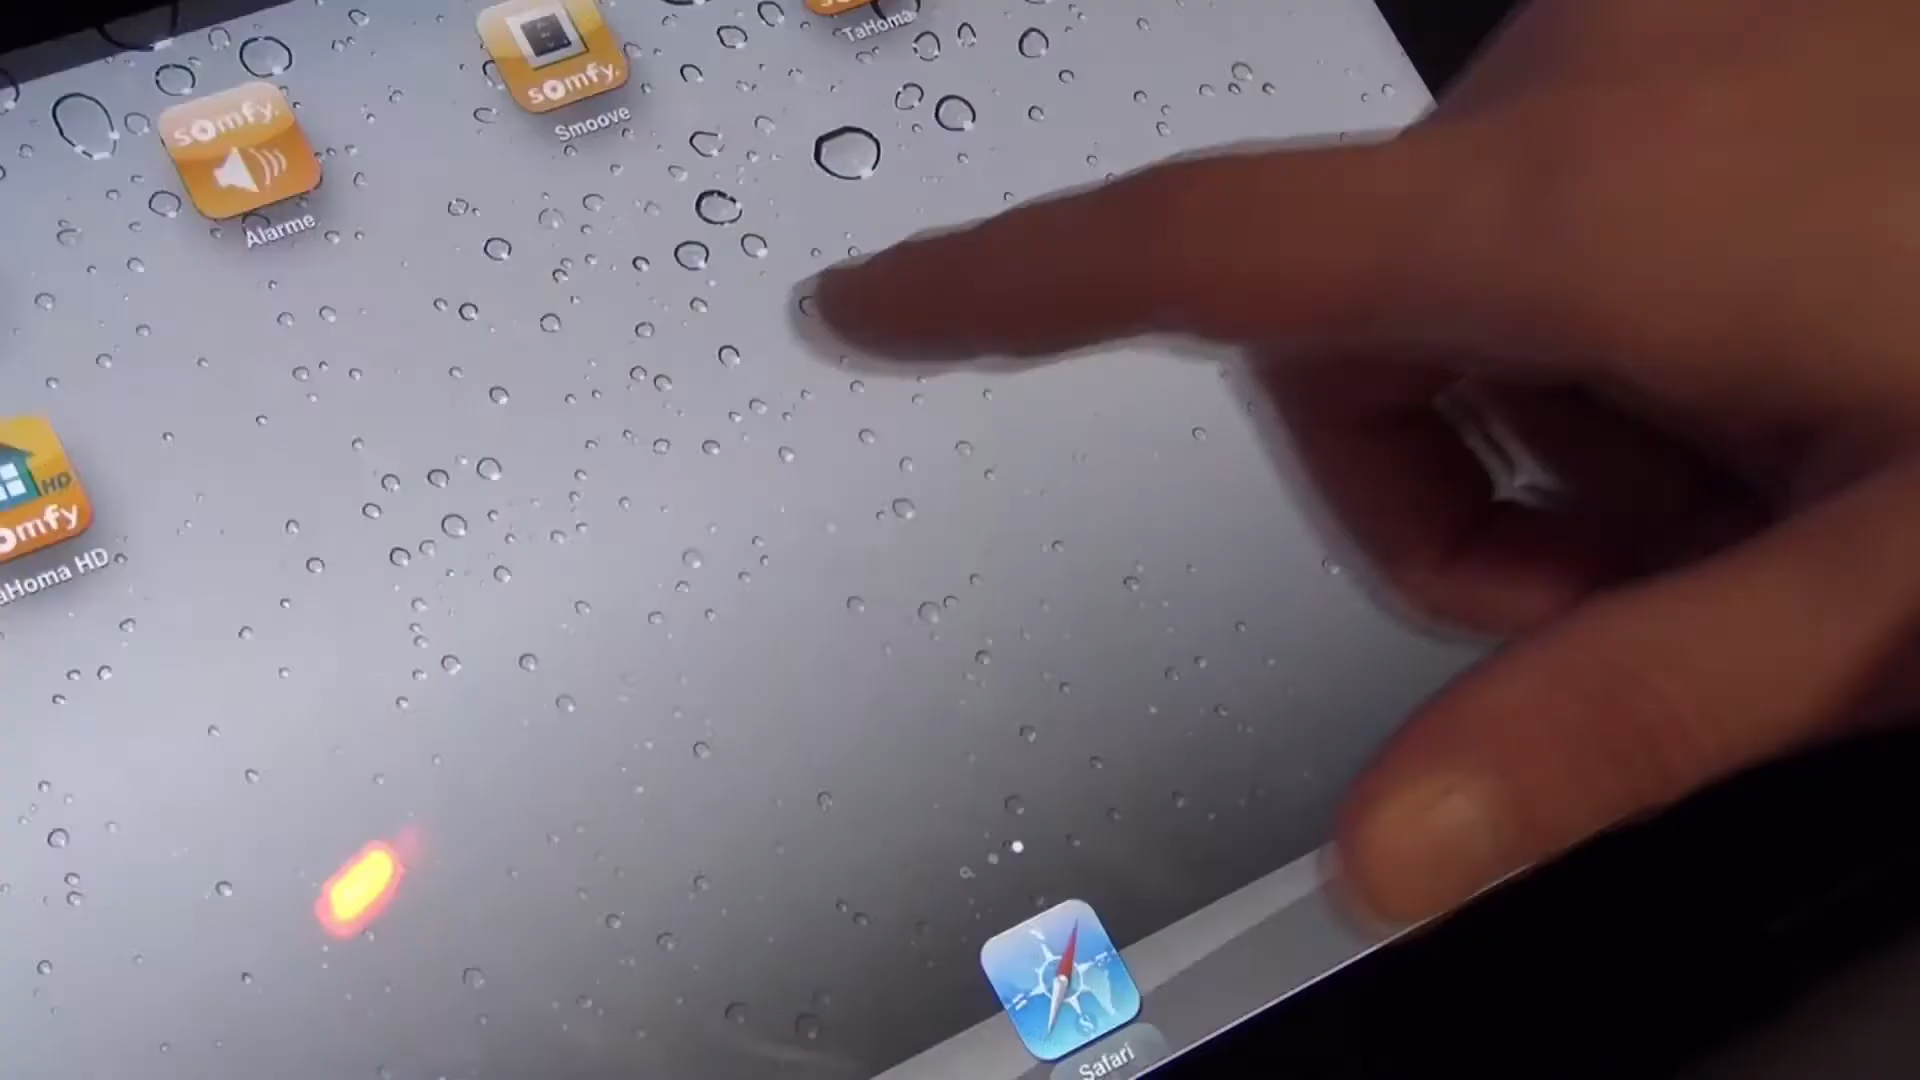 TaHoma
somfy.
Smoove
somfy.
Alarme
HD
omfy
aHoma HD
Safari